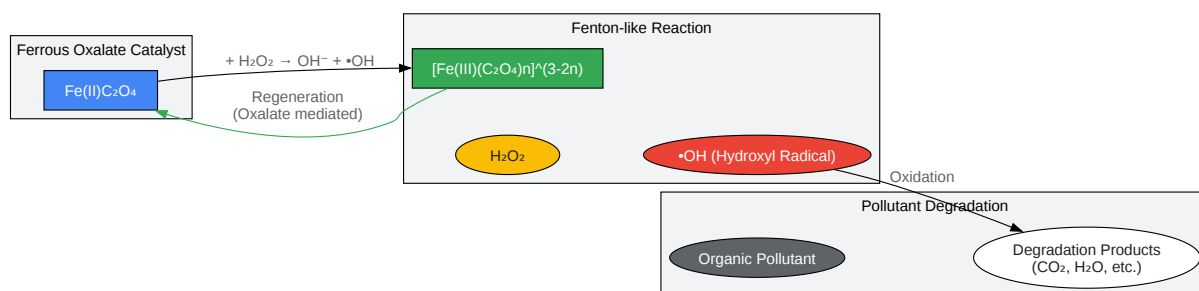 Fenton-like Reaction
Ferrous Oxalate Catalyst
+ H₂O₂ → OH⁻ + •OH
[Fe(III)(C₂O₄)n]^(3-2n)
Fe(II)C₂O₄
Regeneration
(Oxalate mediated)
H₂O₂
•OH (Hydroxyl Radical)
Oxidation
Pollutant Degradation
Organic Pollutant
Degradation Products
(CO₂, H₂O, etc.)